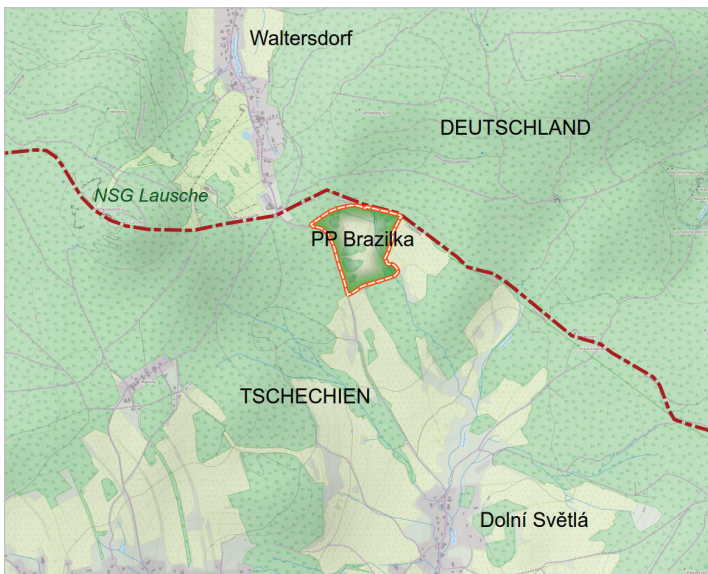 Waltersdorf
DEUTSCHLAND
NSG Lausche
PP Brazilka
TSCHECHIEN
Dolní Světlá